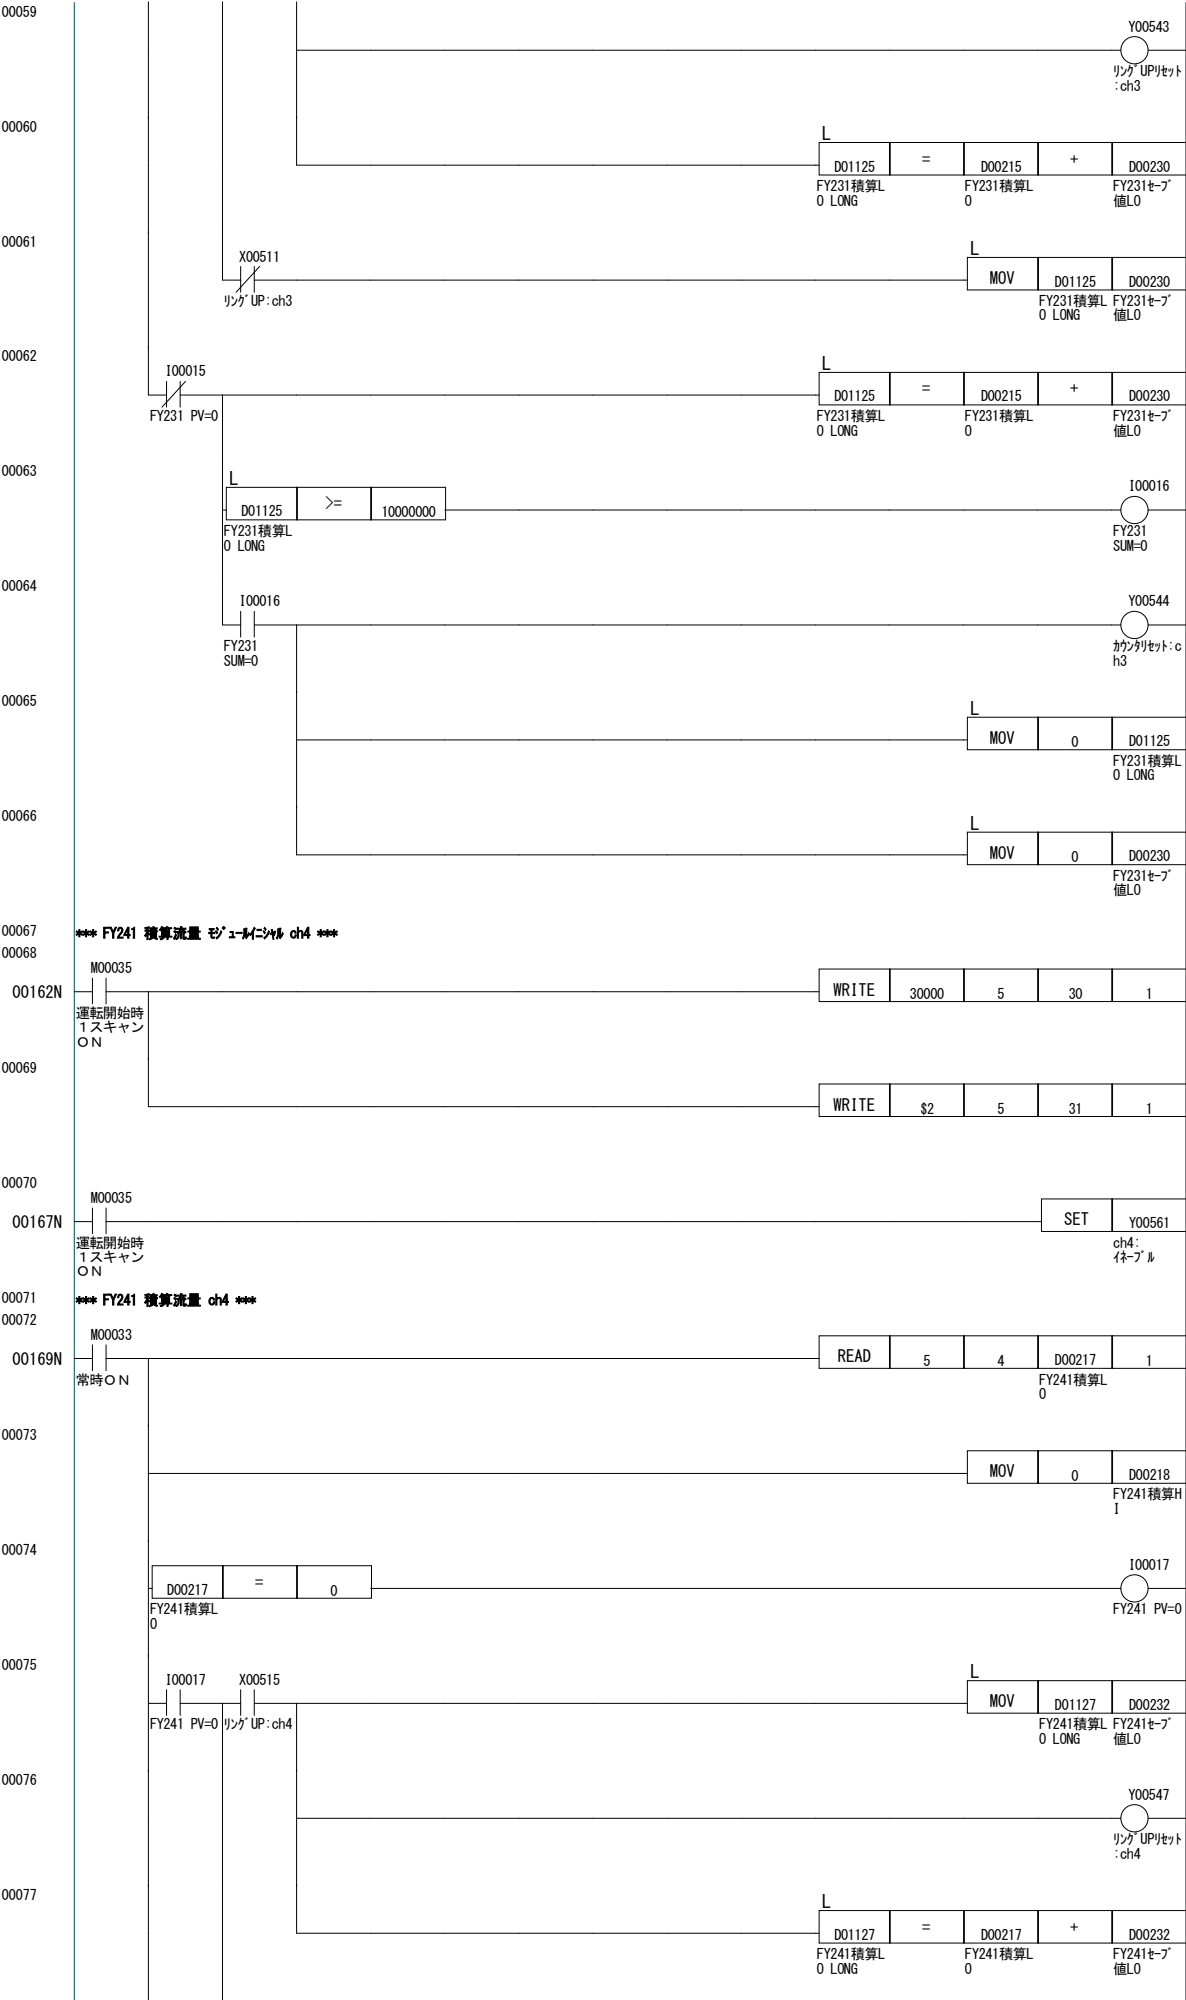 00059
Y00543
リングUPリセット
:ch3
00060
L
D01125 = D00215 + D00230
FY231積算L FY231積算L FY231セーブ
O LONG O 値LO
00061
X00511 L
MOV D01125 D00230
リングUP:ch3 FY231積算L FY231セーブ
O LONG 値LO
00062
I00015 L
D01125 = D00215 + D00230
FY231 PV=0 FY231積算L FY231積算L FY231セーブ
O LONG O 値LO
00063
L I00016
D01125 >= 10000000
FY231積算L FY231
O LONG SUM=0
00064
I00016 Y00544
FY231 カウンタリセット:c
SUM=0 h3
00065
L
MOV 0 D01125
FY231積算L
O LONG
00066
L
MOV 0 D00230
FY231セーブ
値LO
00067 *** FY241 積算流量 モジュールイニシャル ch4 ***
00068
M00035
00162N WRITE 30000 5 30 1
運転開始時
1スキャン
ON
00069
WRITE $2 5 31 1
00070
M00035
00167N SET Y00561
運転開始時 ch4:
1スキャン イネーブル
ON
00071 *** FY241 積算流量 ch4 ***
00072
M00033
00169N READ 5 4 D00217 1
常時ON FY241積算L
O
00073
MOV 0 D00218
FY241積算H
I
00074
I00017
D00217 = 0
FY241積算L FY241 PV=0
O
00075
I00017 X00515 L
MOV D01127 D00232
FY241 PV=0 リングUP:ch4 FY241積算L FY241セーブ
O LONG 値LO
00076
Y00547
リングUPリセット
:ch4
00077
L
D01127 = D00217 + D00232
FY241積算L FY241積算L FY241セーブ
O LONG O 値LO